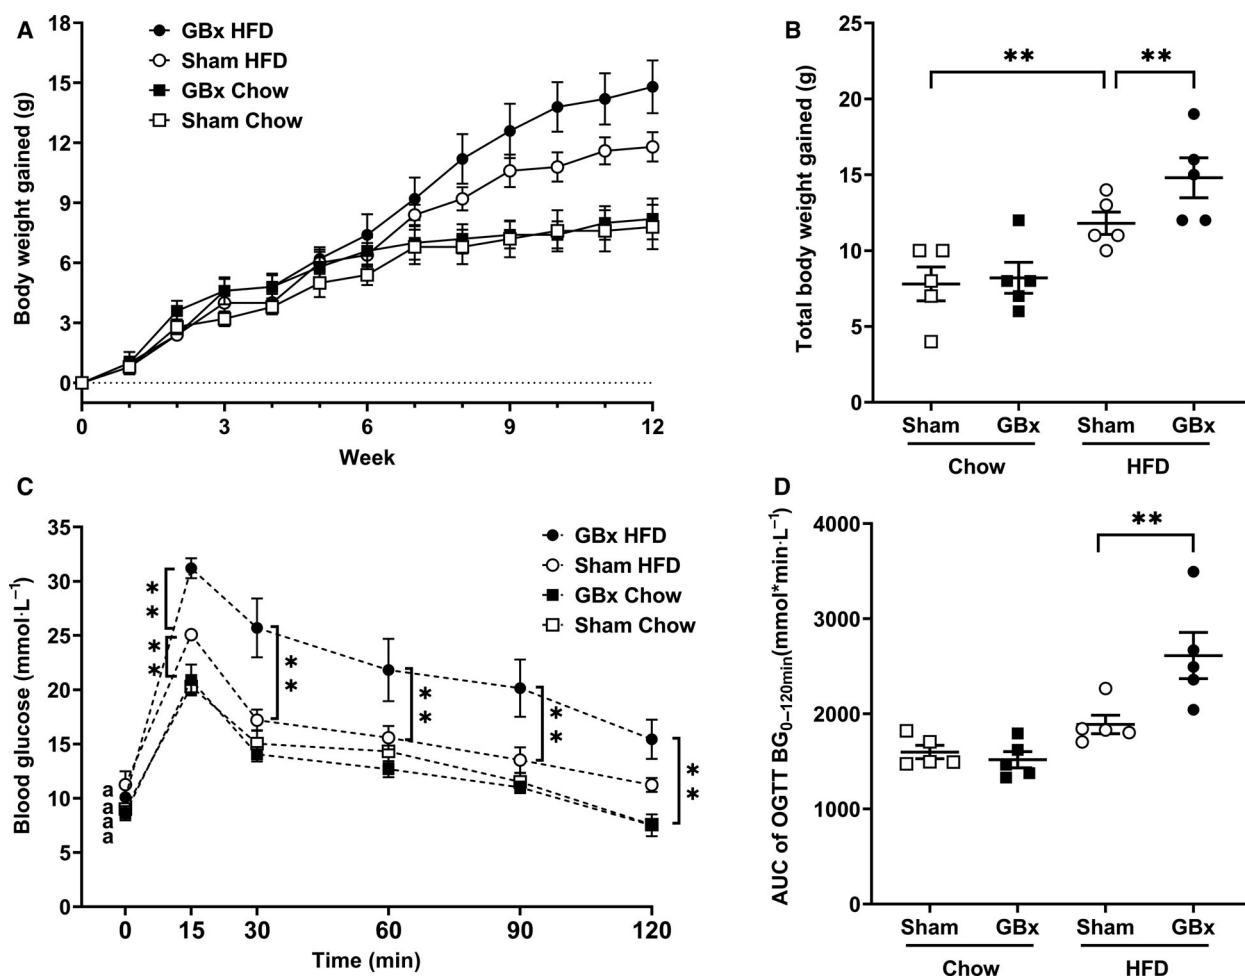 A
GBx HFD
Sham HFD
GBx Chow
Sham Chow
Body weight gained (g)
18
15
12
9
6
3
0
0 3 6 9 12
Week
B
** **
Total body weight gained (g)
25
20
15
10
5
0
Sham GBx Sham GBx
Chow HFD
C
GBx HFD
Sham HFD
GBx Chow
Sham Chow
Blood glucose (mmol·L⁻¹)
35
30
25
20
15
10
5
0
**
**
**
**
**
**
a
a
a
a
0 15 30 60 90 120
Time (min)
D
**
AUC of OGTT BG₀₋₁₂₀ₘᵢₙ(mmol*min·L⁻¹)
4000
3000
2000
1000
0
Sham GBx Sham GBx
Chow HFD